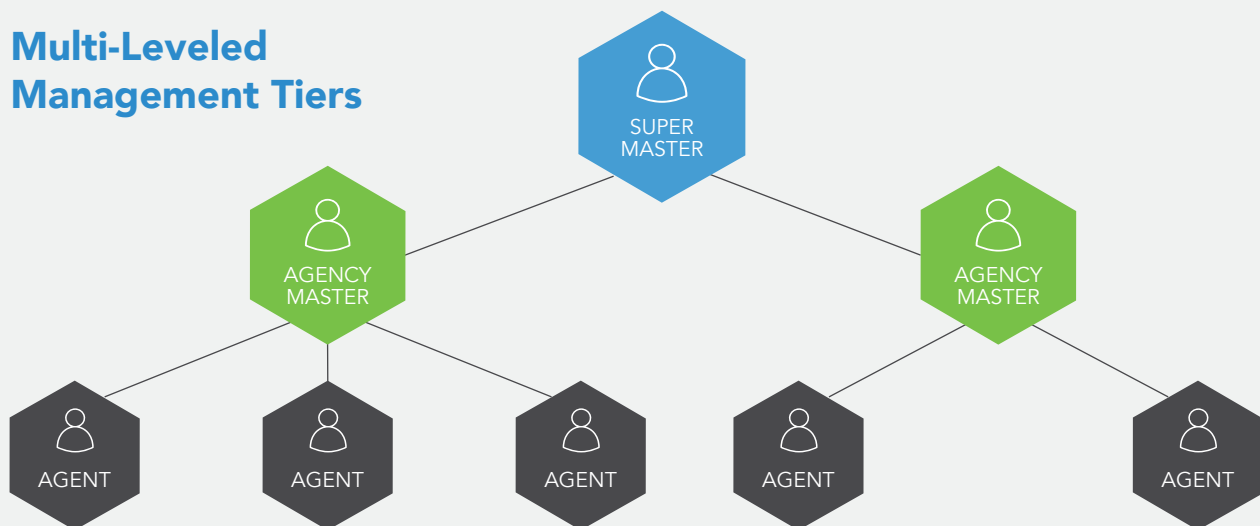 Multi-Leveled
Management Tiers
SUPER
MASTER
AGENCY
MASTER
AGENCY
MASTER
AGENT
AGENT
AGENT
AGENT
AGENT